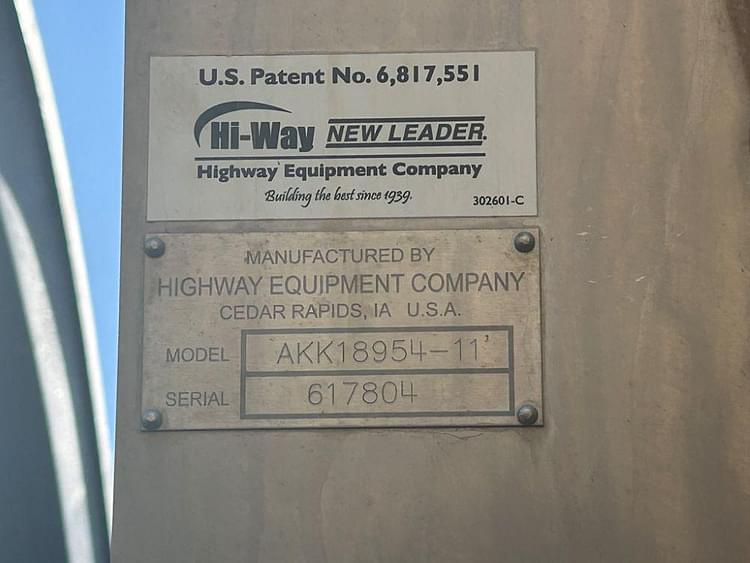 U.S. Patent No. 6,817,551
Hi-Way NEW LEADER.
Highway Equipment Company
Building the best since 1939.
302601-C
MANUFACTURED BY
HIGHWAY EQUIPMENT COMPANY
CEDAR RAPIDS, IA U.S.A.
MODEL AKK18954-11'
SERIAL 617804